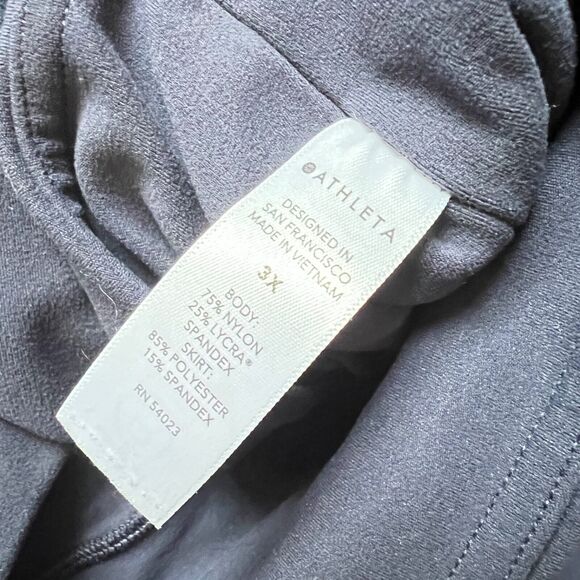 ATHLETA
DESIGNED IN
SAN FRANCISCO
MADE IN VIETNAM
3X
BODY:
75% NYLON
25% LYCRA®
SPANDEX
SKIRT:
85% POLYESTER
15% SPANDEX
RN 54023